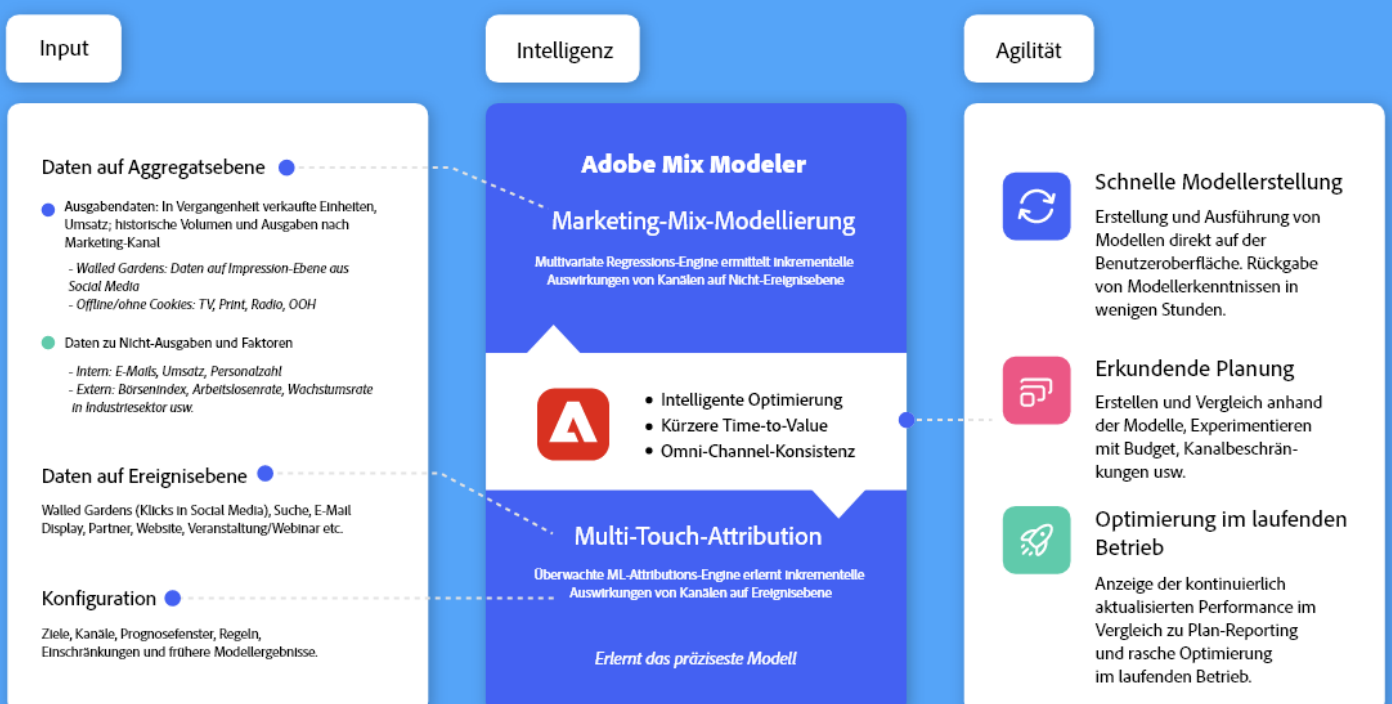 Input
Daten auf Aggregatsebene
Ausgabendaten: In Vergangenheit verkaufte Einheiten,
Umsatz; historische Volumen und Ausgaben nach
Marketing-Kanal
- Walled Gardens: Daten auf Impression-Ebene aus
Social Media
- Offline/ohne Cookies: TV, Print, Radio, OOH
Daten zu Nicht-Ausgaben und Faktoren
- Intern: E-Mails, Umsatz, Personalzahl
- Extern: Börsenindex, Arbeitslosenrate, Wachstumsrate
in Industriesektor usw.
Daten auf Ereignisebene
Walled Gardens (Klicks in Social Media), Suche, E-Mail
Display, Partner, Website, Veranstaltung/Webinar etc.
Konfiguration
Ziele, Kanäle, Prognosefenster, Regeln,
Einschränkungen und frühere Modellergebnisse.
Intelligenz
Adobe Mix Modeler
Marketing-Mix-Modellierung
Multivariate Regressions-Engine ermittelt inkrementelle
Auswirkungen von Kanälen auf Nicht-Ereignisebene
• Intelligente Optimierung
• Kürzere Time-to-Value
• Omni-Channel-Konsistenz
Multi-Touch-Attribution
Überwachte ML-Attributions-Engine erlernt inkrementelle
Auswirkungen von Kanälen auf Ereignisebene
Erlernt das präziseste Modell
Agilität
Schnelle Modellerstellung
Erstellung und Ausführung von
Modellen direkt auf der
Benutzeroberfläche. Rückgabe
von Modellerkenntnissen in
wenigen Stunden.
Erkundende Planung
Erstellen und Vergleich anhand
der Modelle, Experimentieren
mit Budget, Kanalbeschrän-
kungen usw.
Optimierung im laufenden
Betrieb
Anzeige der kontinuierlich
aktualisierten Performance im
Vergleich zu Plan-Reporting
und rasche Optimierung
im laufenden Betrieb.